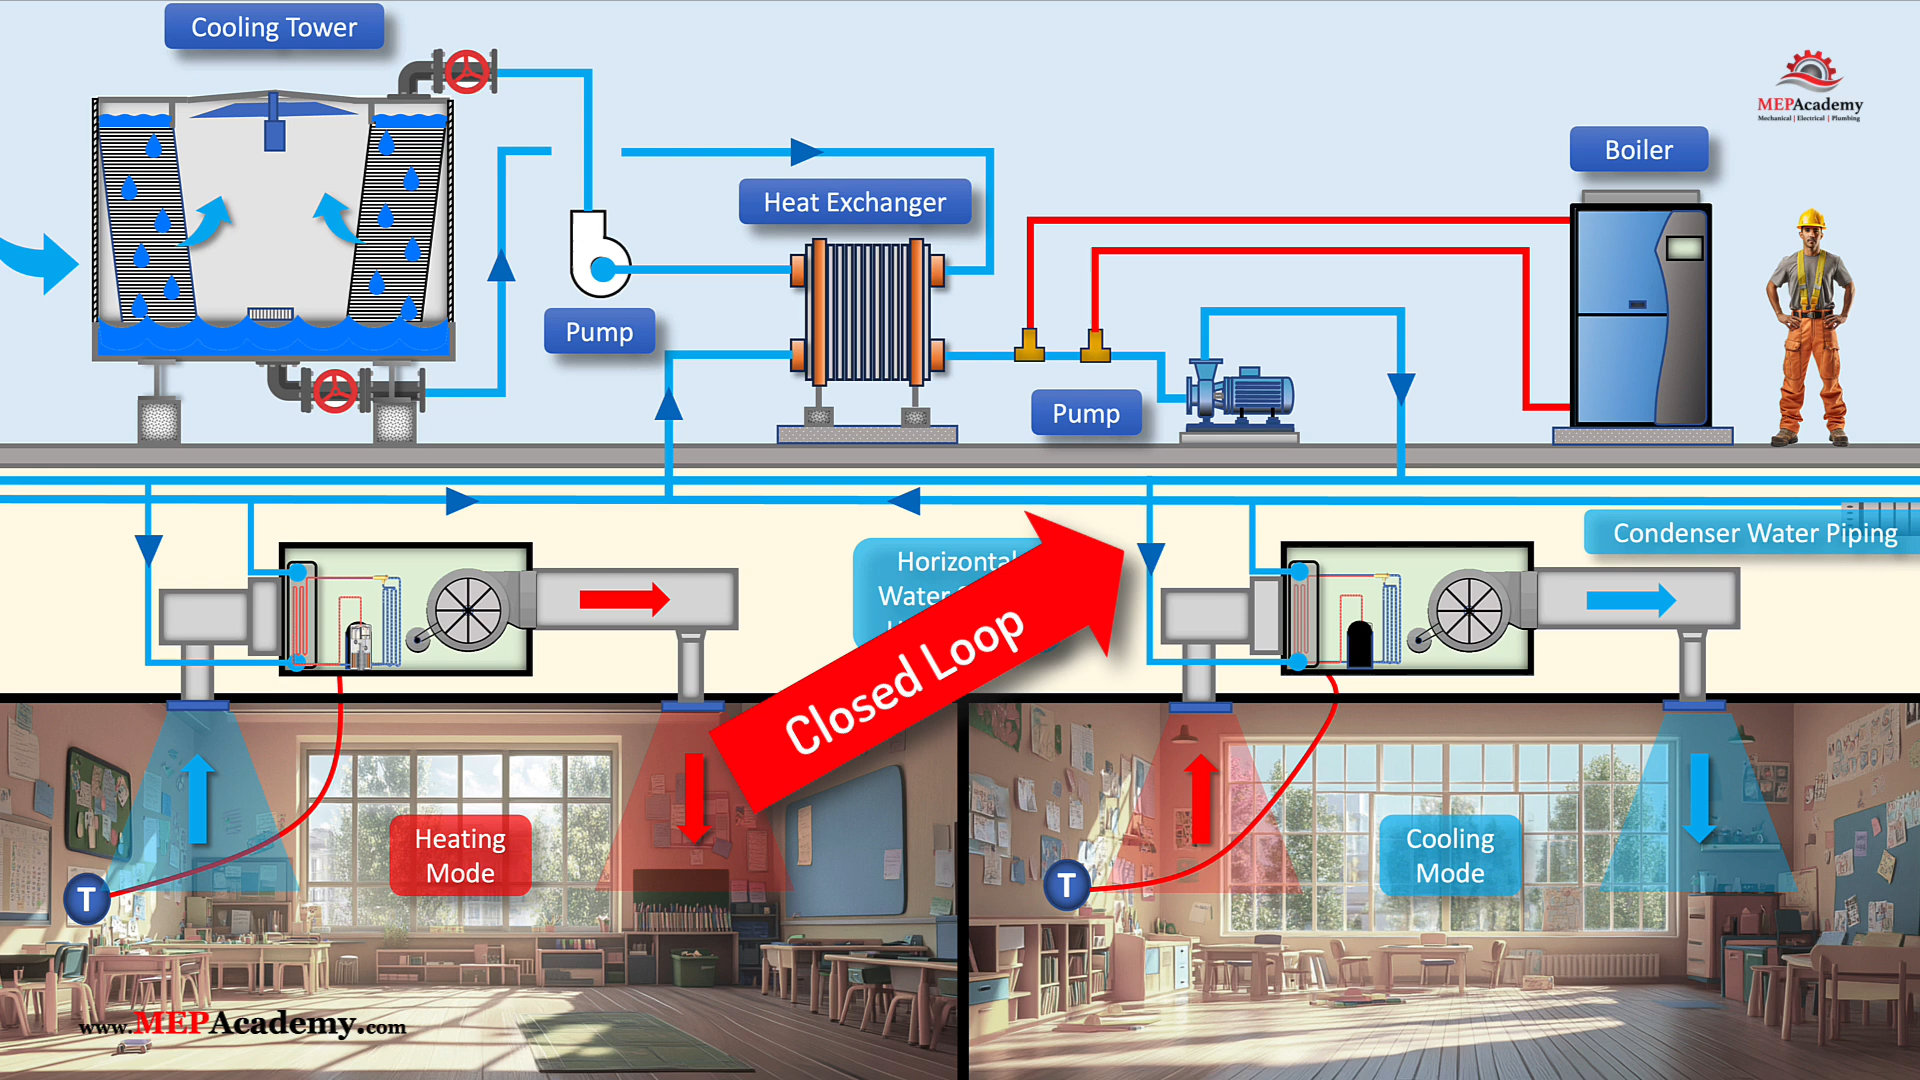 Cooling Tower
MEPAcademy
Mechanical | Electrical | Plumbing
Boiler
Heat Exchanger
Pump
Pump
Condenser Water Piping
Horizontal
Water
Closed Loop
Heating
Mode
Cooling
Mode
T
T
www.MEPAcademy.com